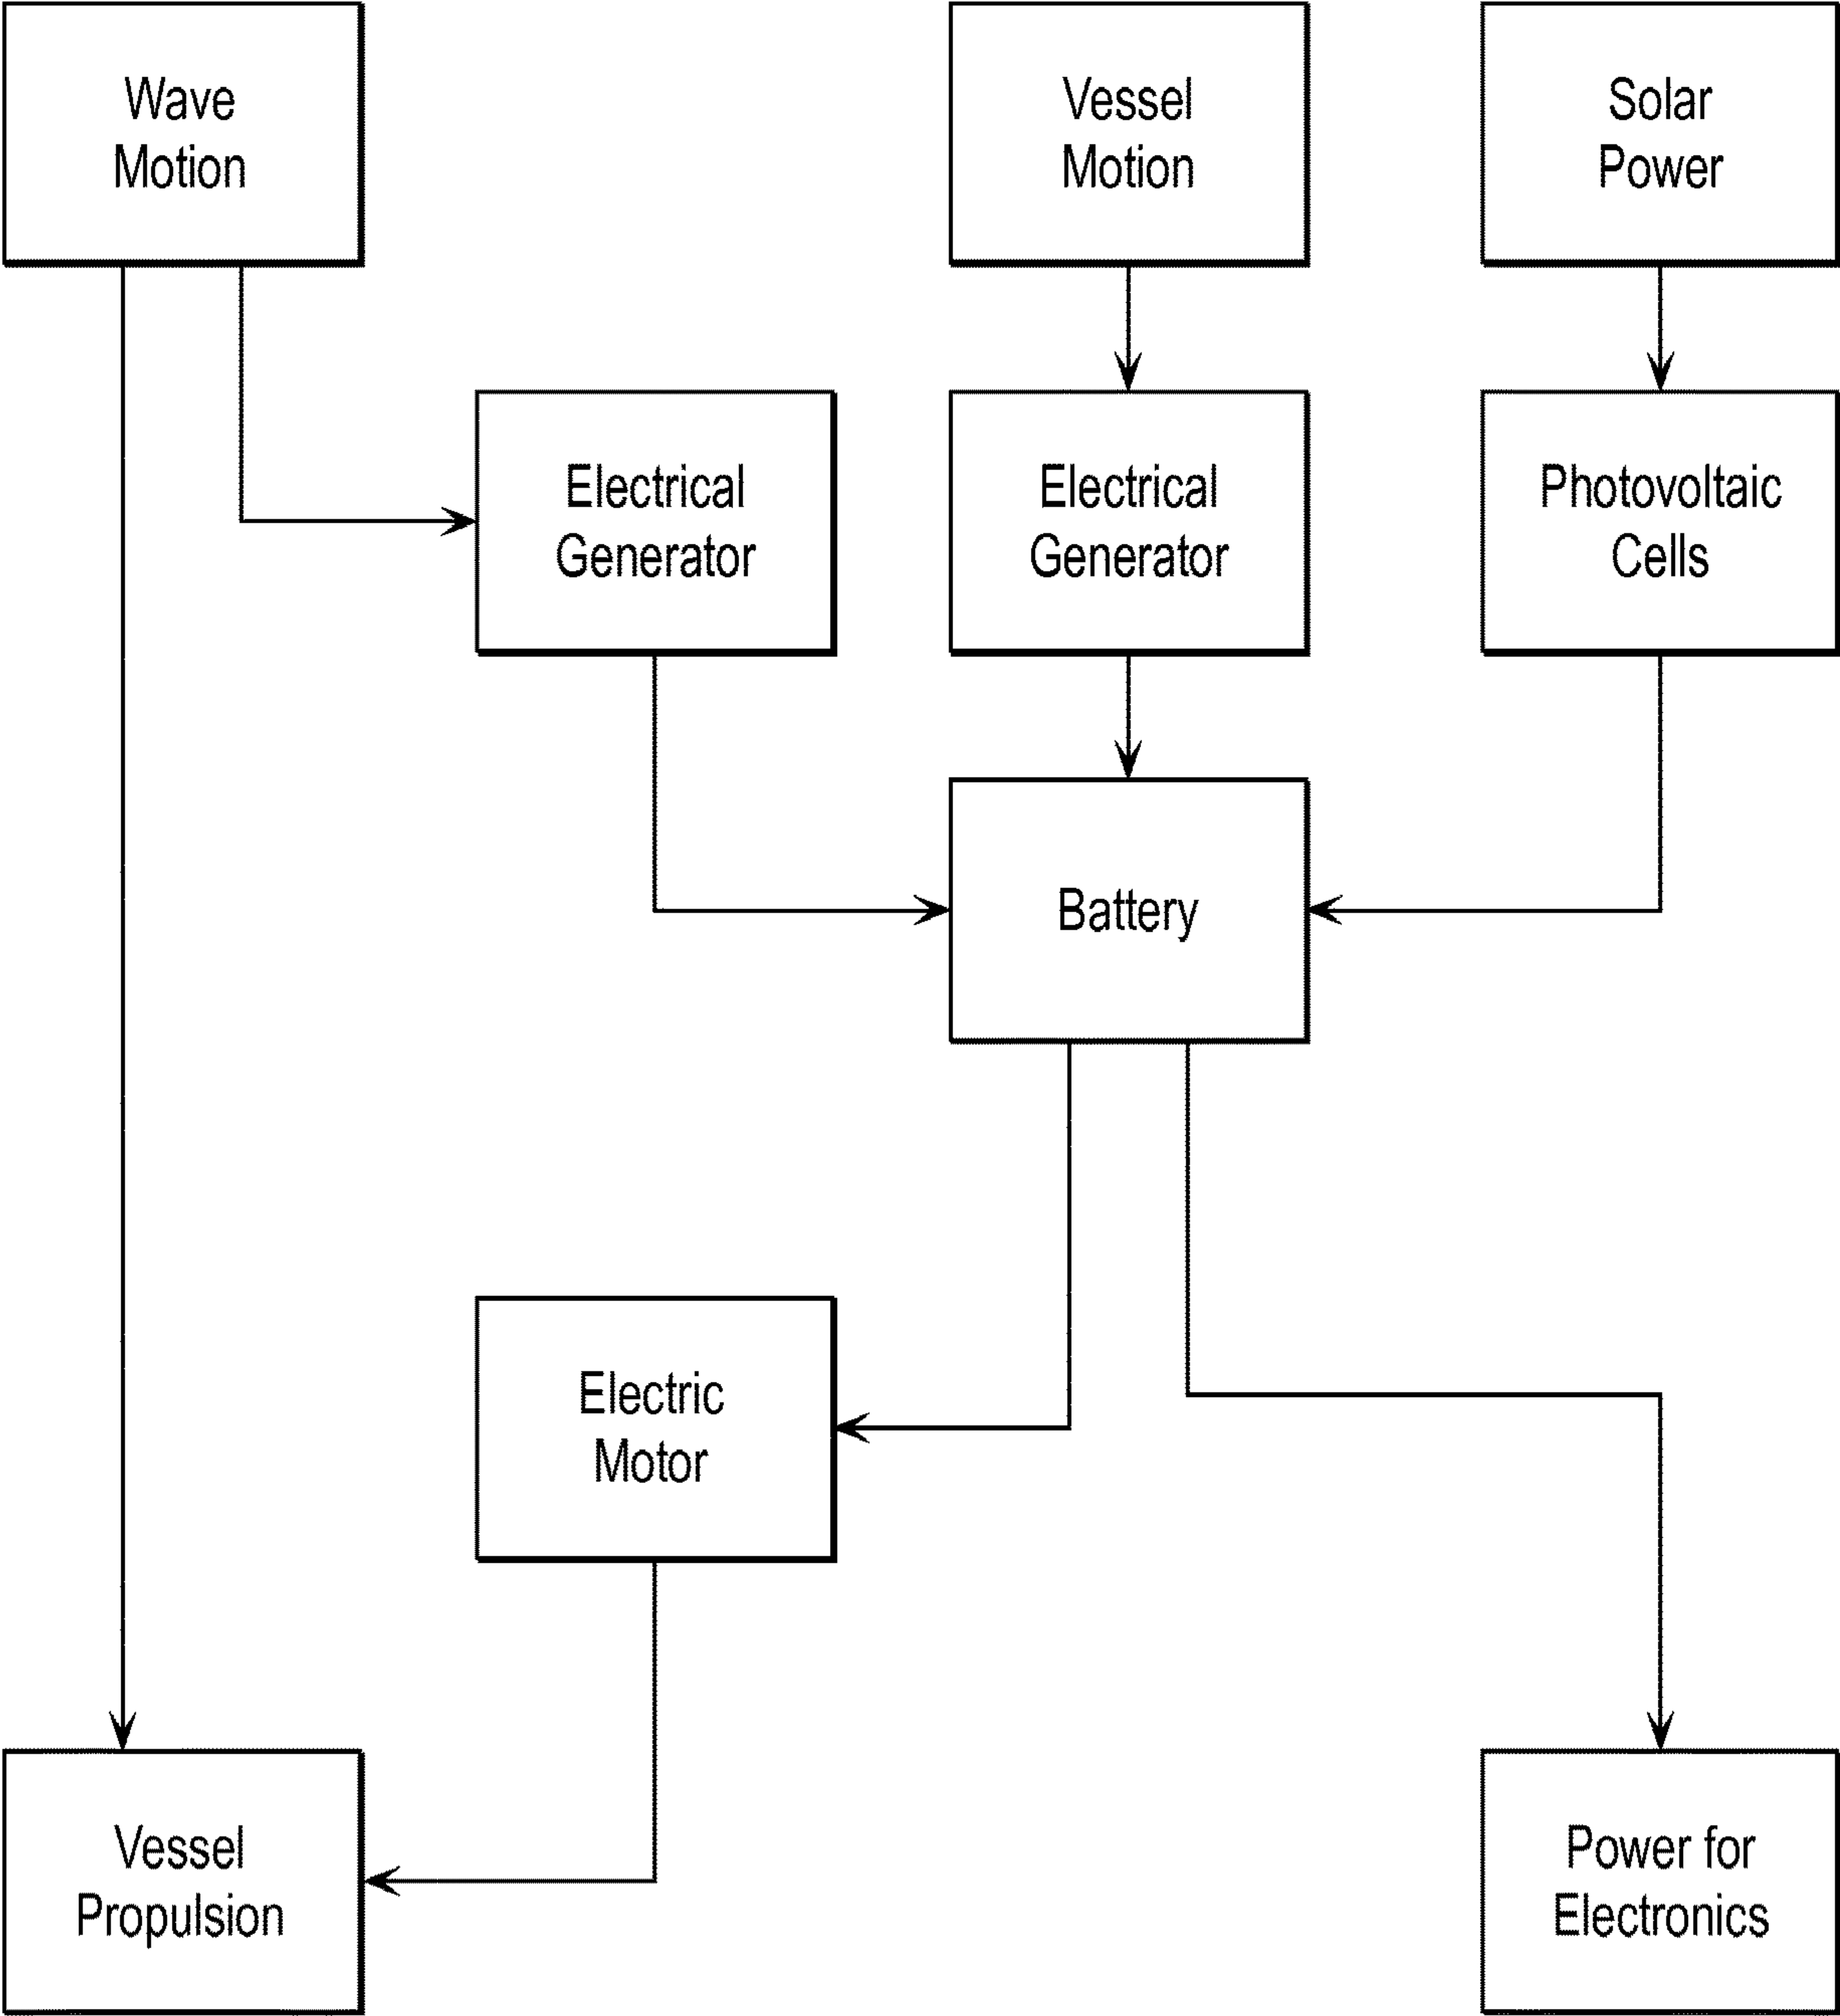 Wave
Motion
Vessel
Motion
Solar
Power
Electrical
Generator
Electrical
Generator
Photovoltaic
Cells
Battery
Electric
Motor
Vessel
Propulsion
Power for
Electronics